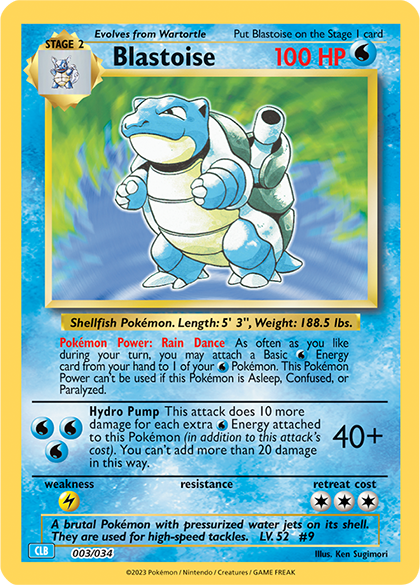 Evolves from Wartortle Put Blastoise on the Stage 1 card
STAGE 2
Blastoise 100 HP
Shellfish Pokémon. Length: 5' 3", Weight: 188.5 lbs.
Pokémon Power: Rain Dance As often as you like
during your turn, you may attach a Basic Energy
card from your hand to 1 of your Pokémon. This Pokémon
Power can't be used if this Pokémon is Asleep, Confused, or
Paralyzed.
Hydro Pump This attack does 10 more
damage for each extra Energy attached
to this Pokémon (in addition to this attack's
cost). You can't add more than 20 damage
in this way.
40+
weakness resistance retreat cost
A brutal Pokémon with pressurized water jets on its shell.
They are used for high-speed tackles. LV. 52 #9
CLB 003/034 Illus. Ken Sugimori
©2023 Pokémon / Nintendo / Creatures / GAME FREAK